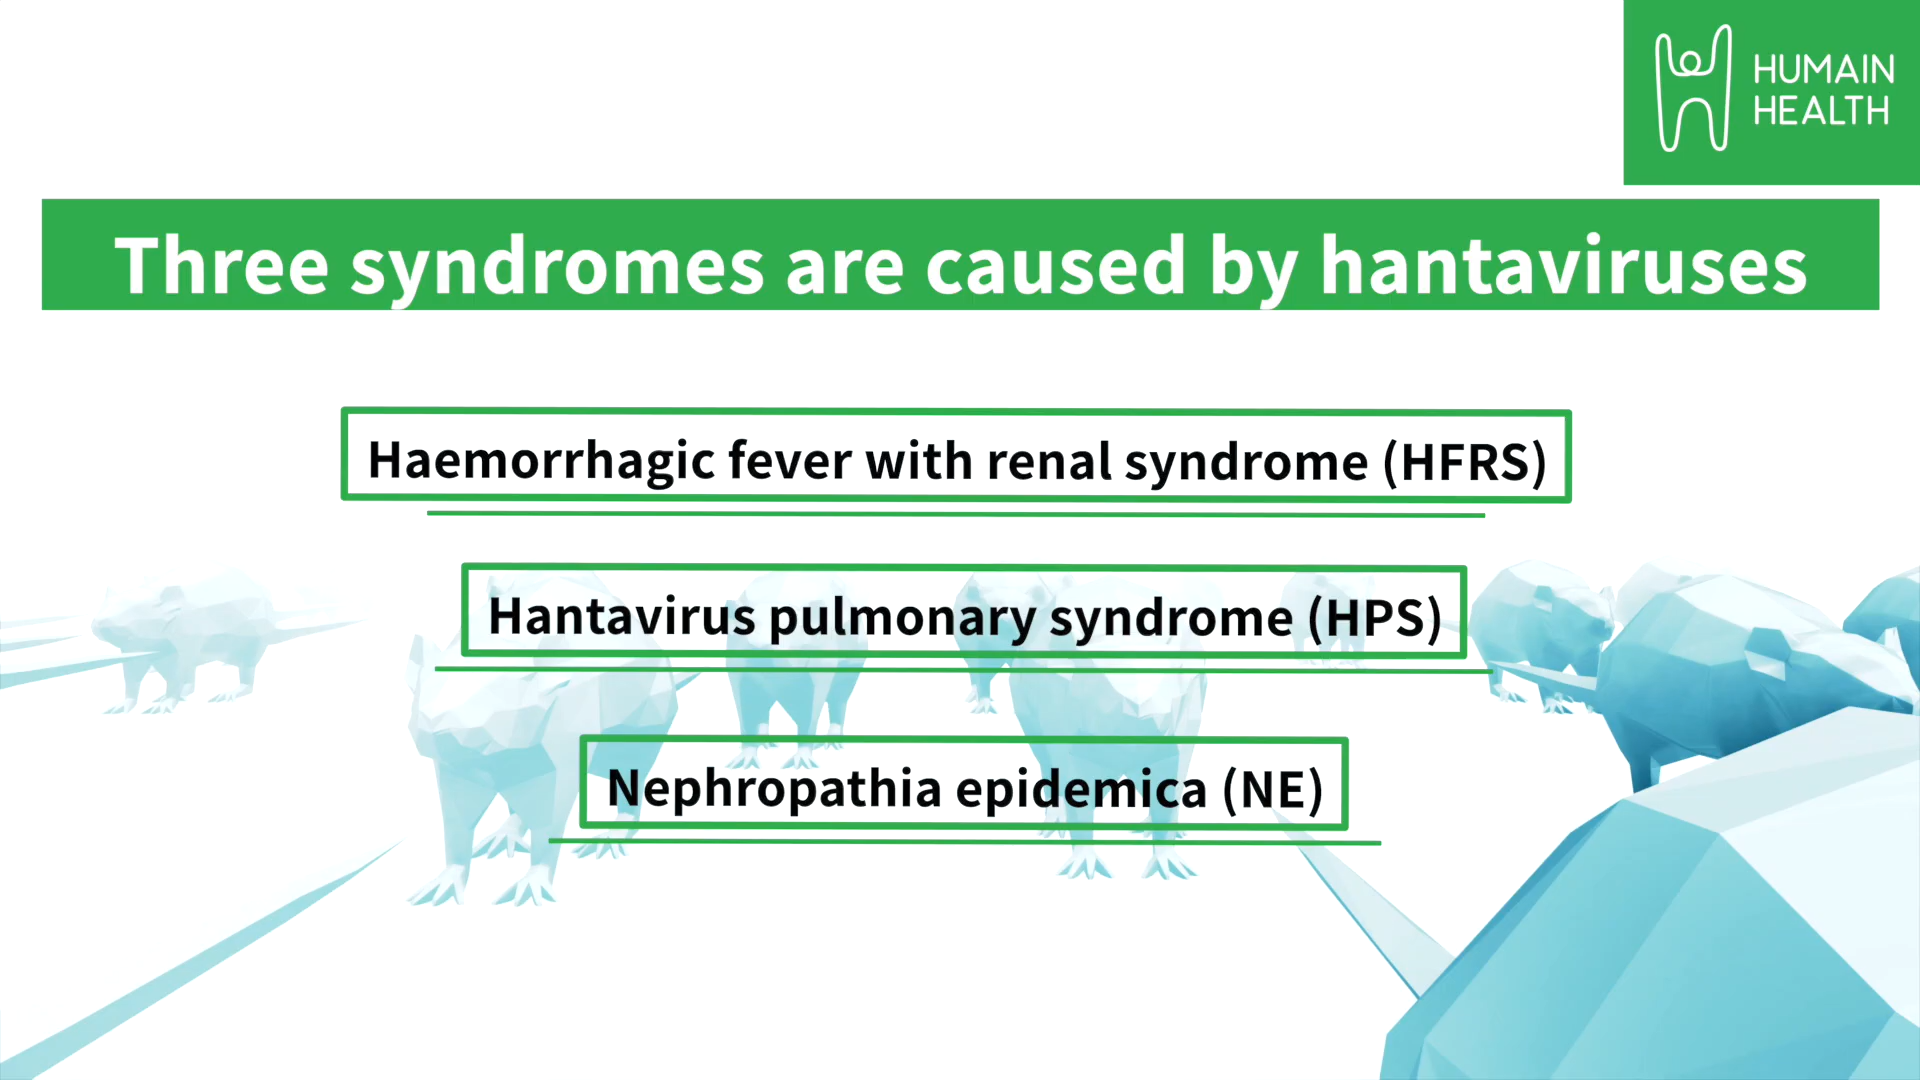 HUMAIN
HEALTH
Three syndromes are caused by hantaviruses
Haemorrhagic fever with renal syndrome (HFRS)
Hantavirus pulmonary syndrome (HPS)
Nephropathia epidemica (NE)